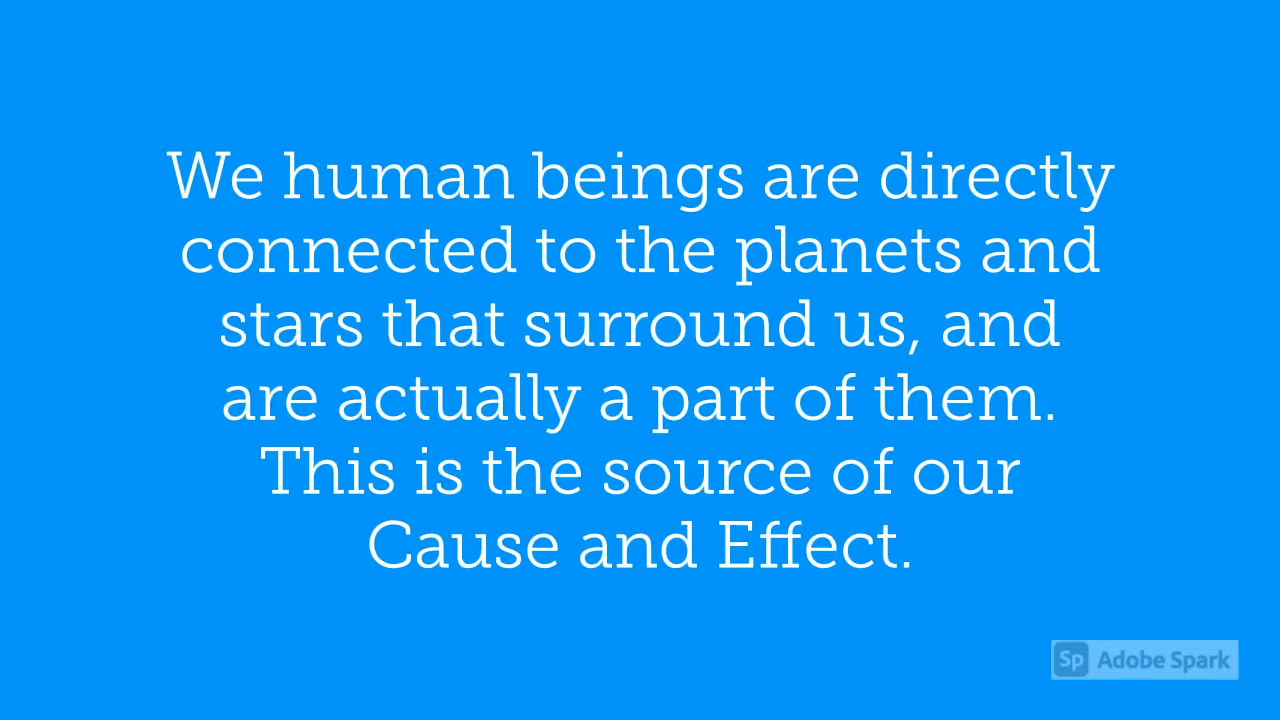 We human beings are directly
connected to the planets and
stars that surround us, and
are actually a part of them.
This is the source of our
Cause and Effect.
Sp Adobe Spark